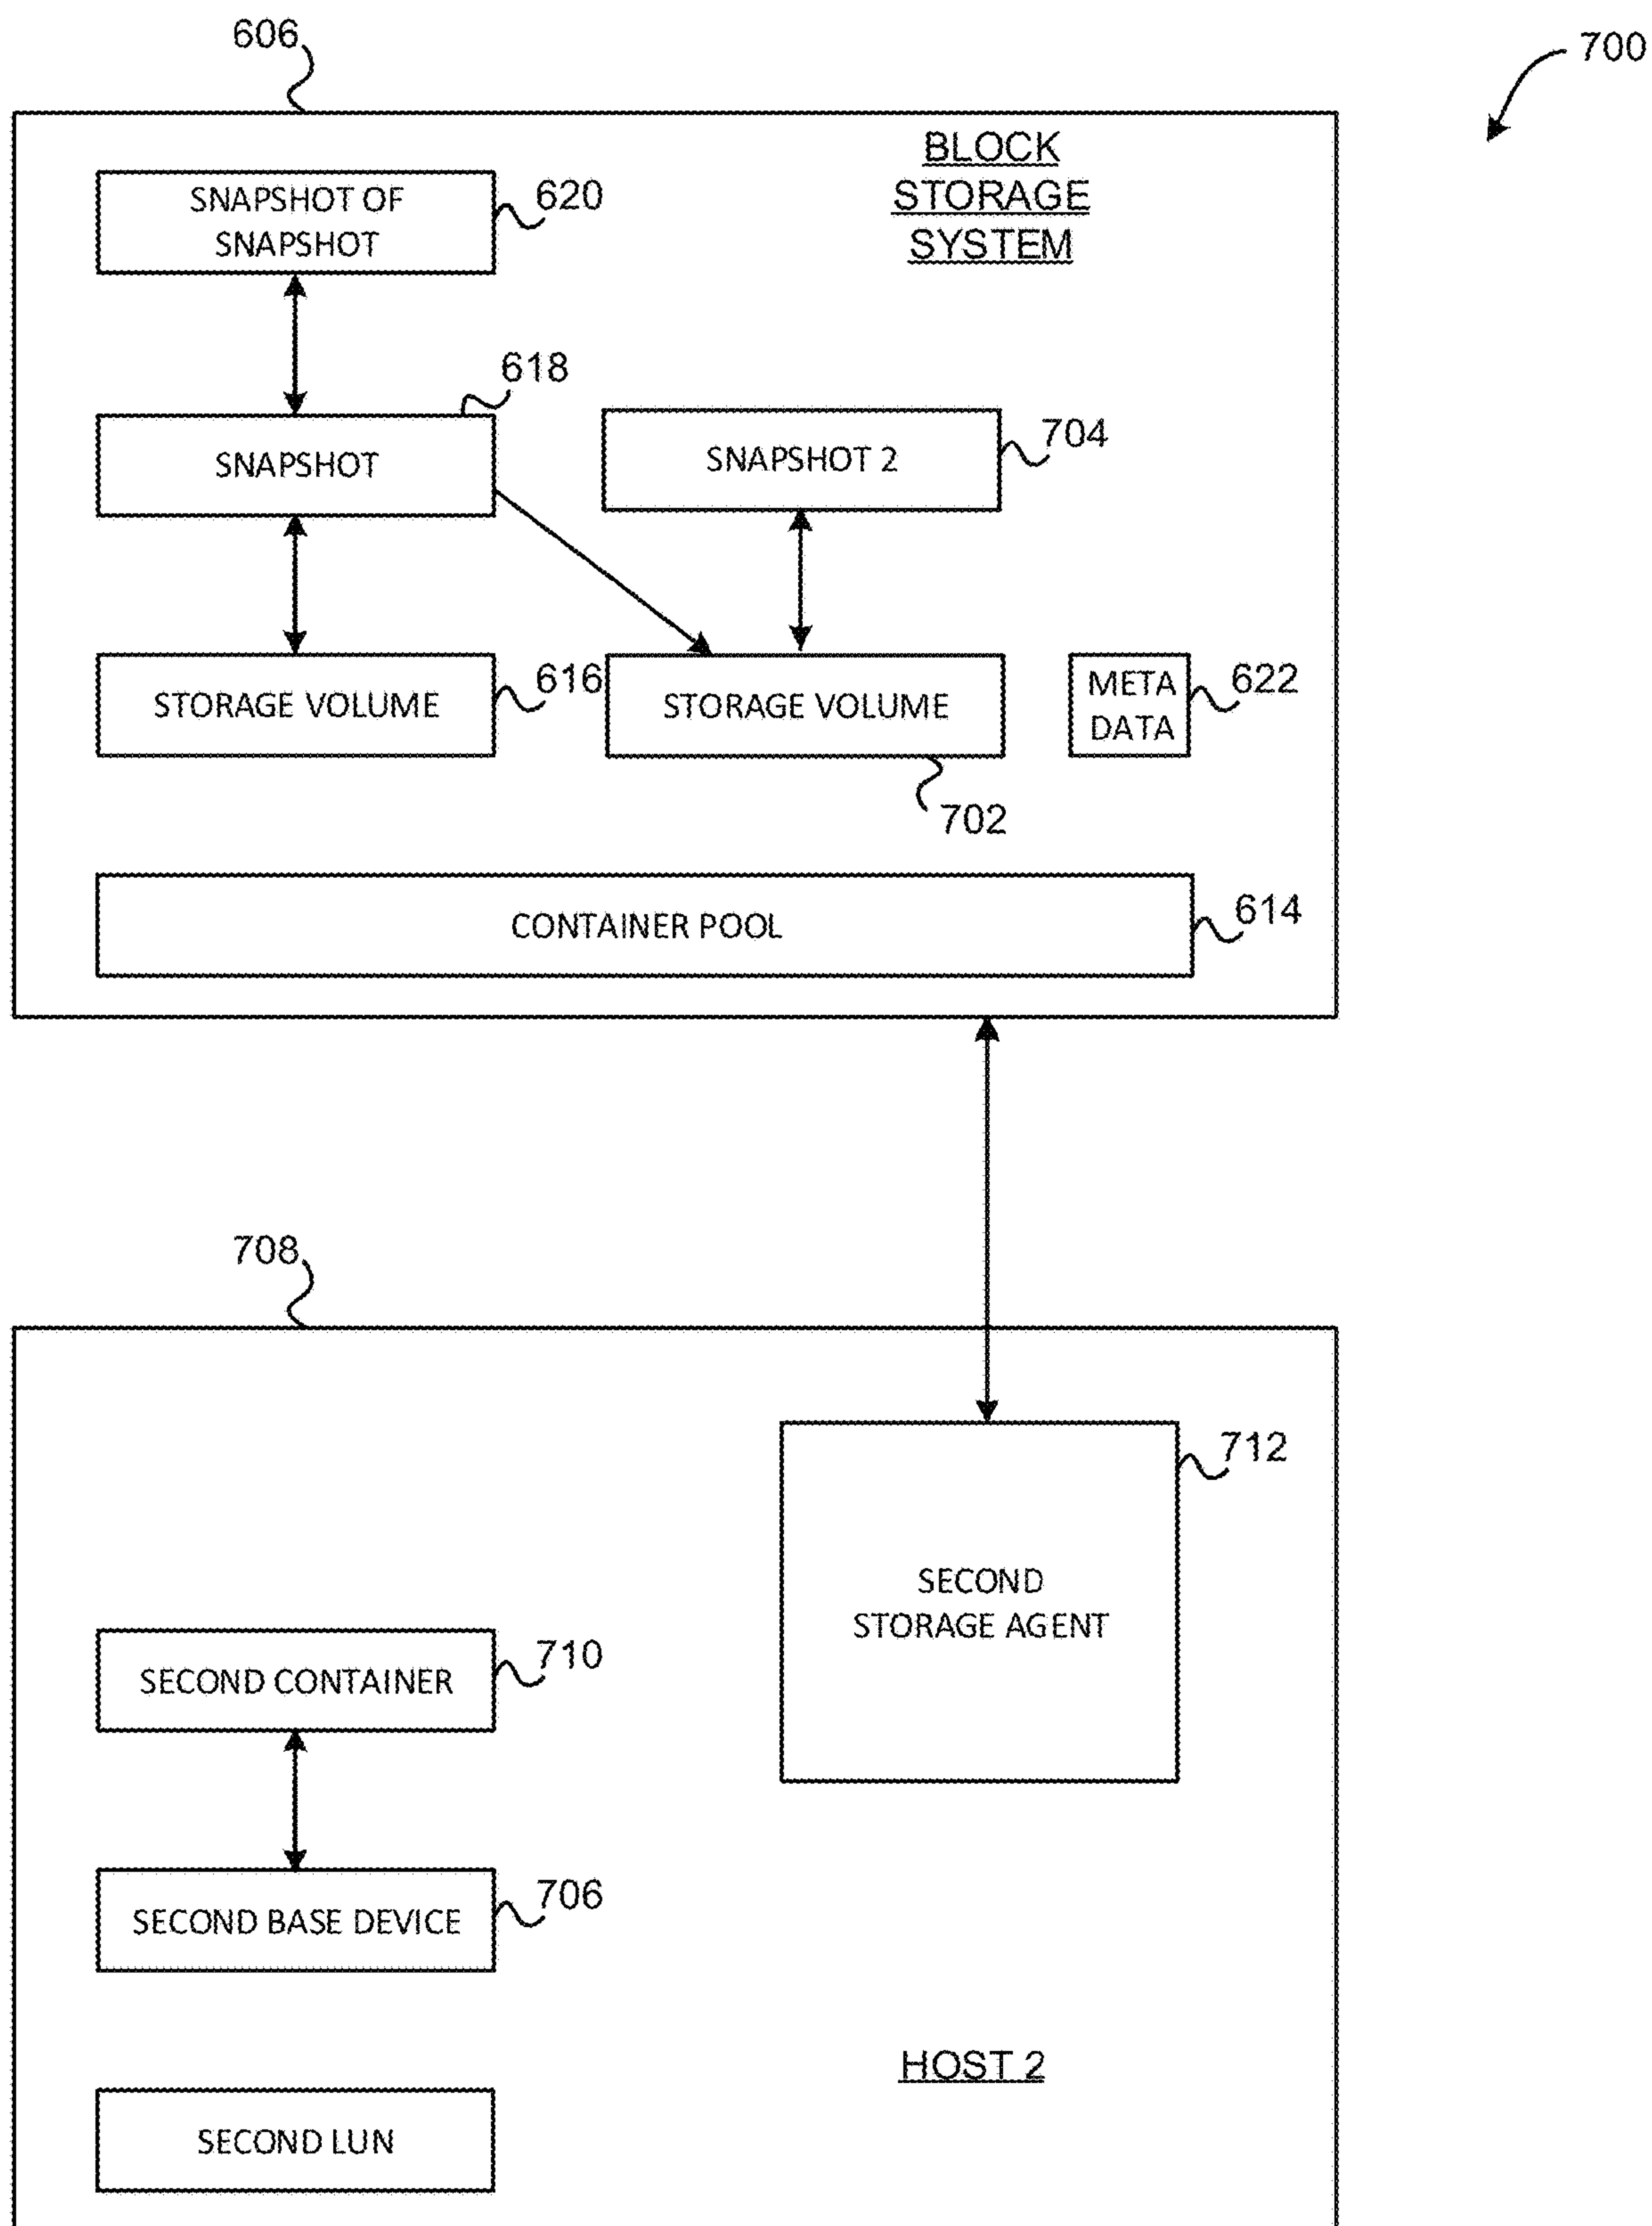 606
700
BLOCK
STORAGE
SYSTEM
SNAPSHOT OF
SNAPSHOT
620
618
SNAPSHOT
SNAPSHOT 2
704
STORAGE VOLUME
616
STORAGE VOLUME
META
DATA
622
702
CONTAINER POOL
614
708
712
SECOND
STORAGE AGENT
SECOND CONTAINER
710
SECOND BASE DEVICE
706
HOST 2
SECOND LUN